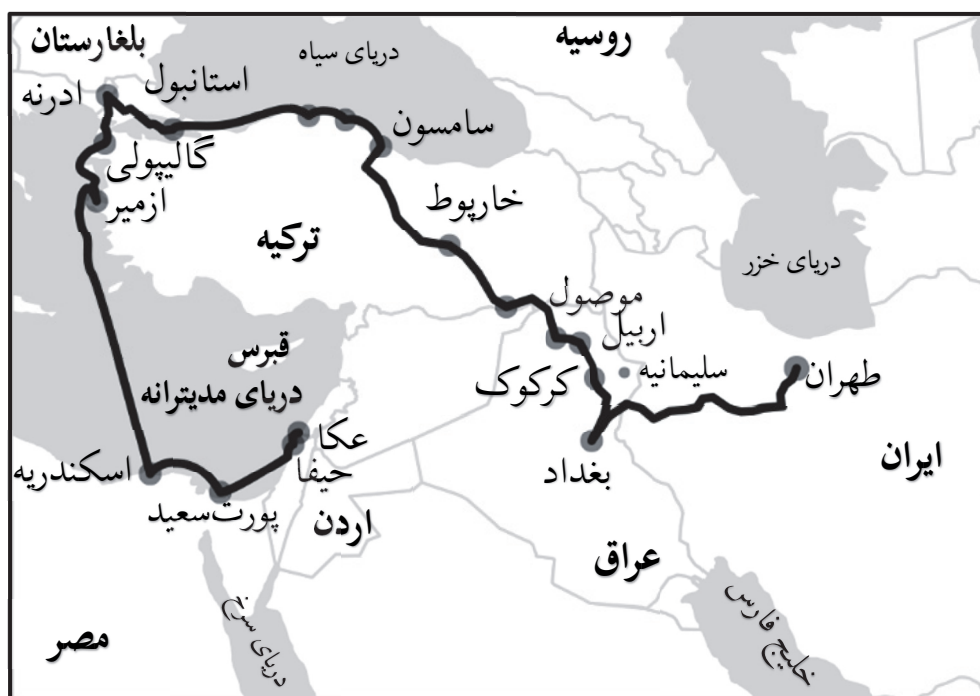 بلغارستان
روسیه
دریای سیاه
استانبول
ادرنه
سامسون
گالیپولی
ازمیر
خارپوط
ترکیه
دریای خزر
موصول
اربیل
قبرس
سلیمانیه
طهران
کرکوک
دریای مدیترانه
عکا
حیفا
ایران
اسکندریه
بغداد
پورت‌سعید
اردن
عراق
خلیج فارس
دریای سرخ
مصر